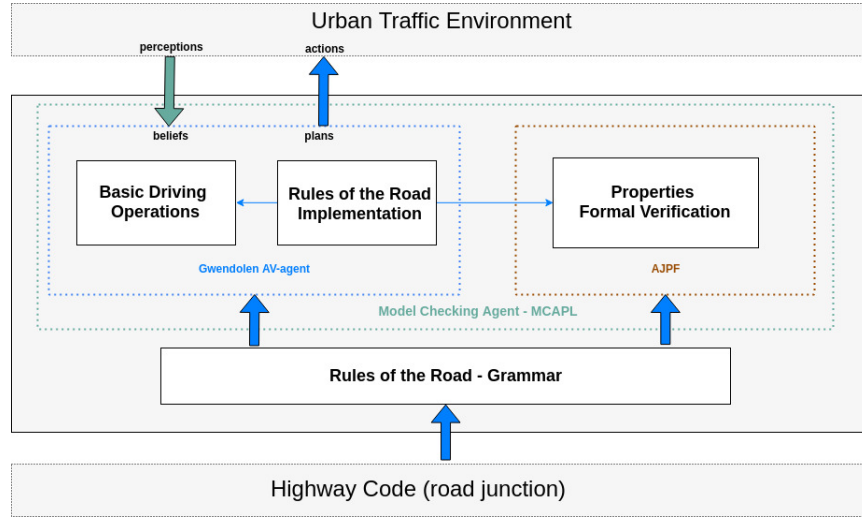 Urban Traffic Environment
perceptions
actions
beliefs
plans
Basic Driving
Operations
Rules of the Road
Implementation
Properties
Formal Verification
Gwendolen AV-agent
AJPF
Model Checking Agent - MCAPL
Rules of the Road - Grammar
Highway Code (road junction)